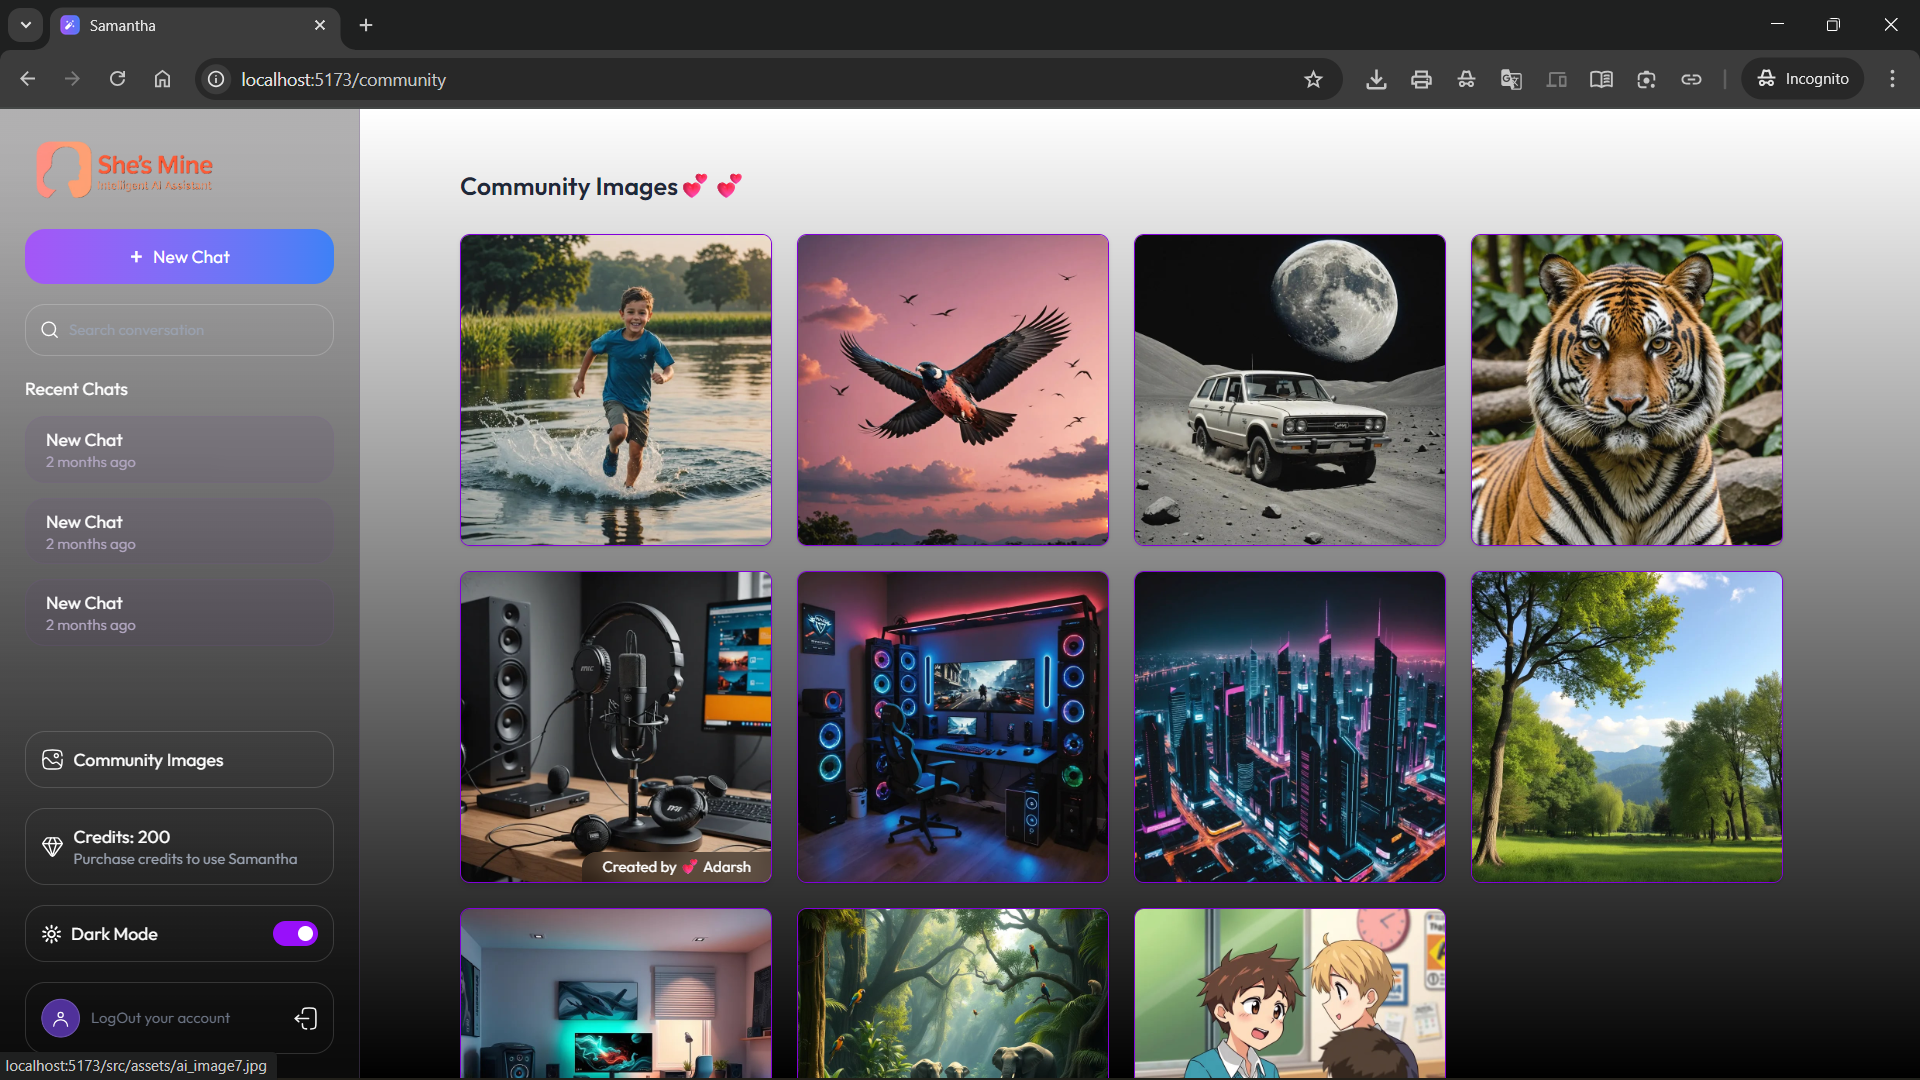 Samantha
localhost:5173/community
Incognito
She's Mine
Intelligent AI Assistant
+ New Chat
Search conversation
Recent Chats
New Chat
2 months ago
New Chat
2 months ago
New Chat
2 months ago
Community Images
Credits: 200
Purchase credits to use Samantha
Dark Mode
LogOut your account
localhost:5173/src/assets/ai_image7.jpg
Community Images💕 💕
Created by 💕 Adarsh